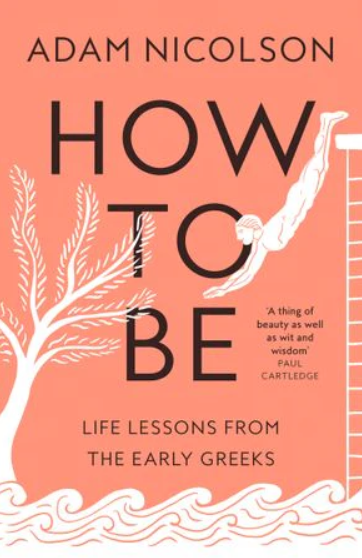 ADAM NICOLSON
HOW
TO
BE
'A thing of
beauty as well
as wit and
wisdom'
PAUL
CARTLEDGE
LIFE LESSONS FROM
THE EARLY GREEKS